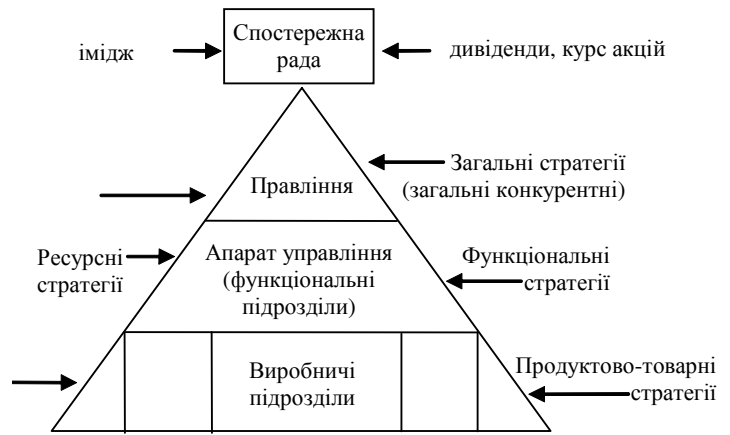 Спостережна
рада
імідж
дивіденди, курс акцій
Загальні стратегії
(загальні конкурентні)
Правління
Ресурсні
стратегії
Апарат управління
(функціональні
підрозділи)
Функціональні
стратегії
Виробничі
підрозділи
Продуктово-товарні
стратегії